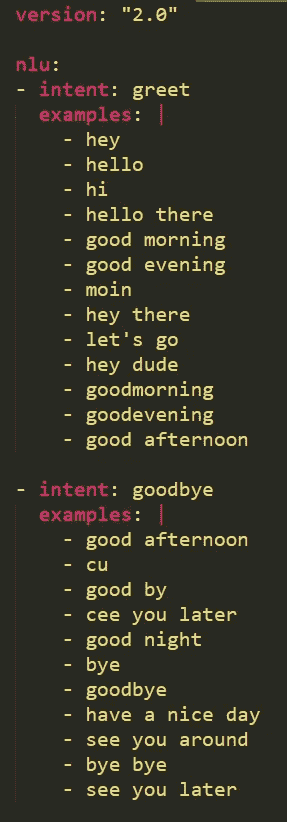 version: "2.0"
nlu:
- intent: greet
examples: |
- hey
- hello
- hi
- hello there
- good morning
- good evening
- moin
- hey there
- let's go
- hey dude
- goodmorning
- goodevening
- good afternoon
- intent: goodbye
examples: |
- good afternoon
- cu
- good by
- cee you later
- good night
- bye
- goodbye
- have a nice day
- see you around
- bye bye
- see you later